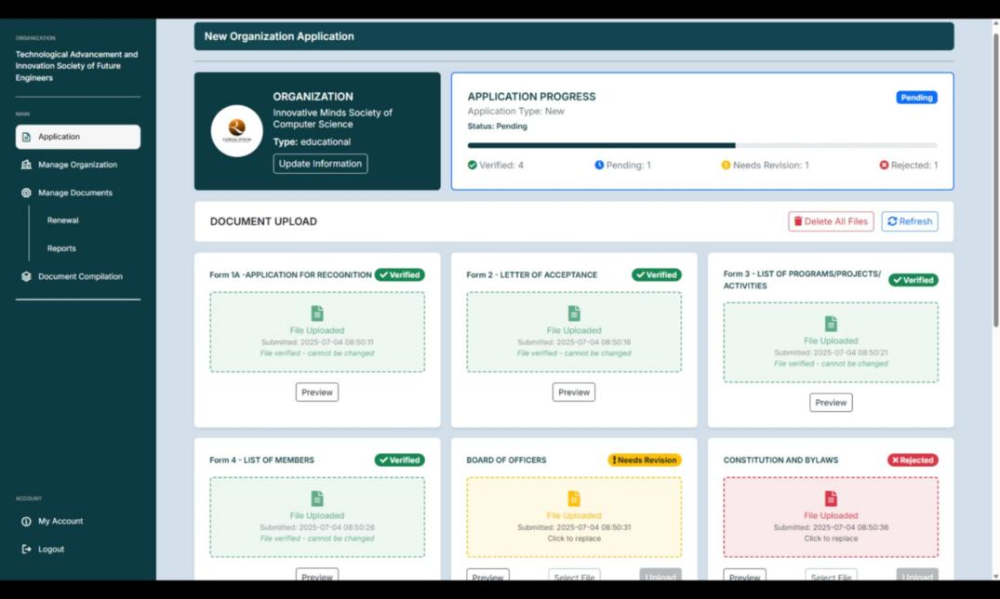 ORGANIZATION
Technological Advancement and
Innovation Society of Future
Engineers
MAIN
Application
Manage Organization
Manage Documents
Renewal
Reports
Document Compilation
ACCOUNT
My Account
Logout
New Organization Application
ORGANIZATION
Innovative Minds Society of
Computer Science
Type: educational
Update Information
LOREM IPSUM
APPLICATION PROGRESS
Pending
Application Type: New
Status: Pending
Verified: 4
Pending: 1
Needs Revision: 1
Rejected: 1
DOCUMENT UPLOAD
Delete All Files
Refresh
Form 1A -APPLICATION FOR RECOGNITION
Verified
File Uploaded
Submitted: 2025-07-04 08:50:11
File verified - cannot be changed
Preview
Form 2 - LETTER OF ACCEPTANCE
Verified
File Uploaded
Submitted: 2025-07-04 08:50:16
File verified - cannot be changed
Preview
Form 3 - LIST OF PROGRAMS/PROJECTS/
ACTIVITIES
Verified
File Uploaded
Submitted: 2025-07-04 08:50:21
File verified - cannot be changed
Preview
Form 4 - LIST OF MEMBERS
Verified
File Uploaded
Submitted: 2025-07-04 08:50:26
File verified - cannot be changed
Preview
BOARD OF OFFICERS
Needs Revision
File Uploaded
Submitted: 2025-07-04 08:50:31
Click to replace
Preview
Select File
Upload
CONSTITUTION AND BYLAWS
Rejected
File Uploaded
Submitted: 2025-07-04 08:50:36
Click to replace
Preview
Select File
Upload